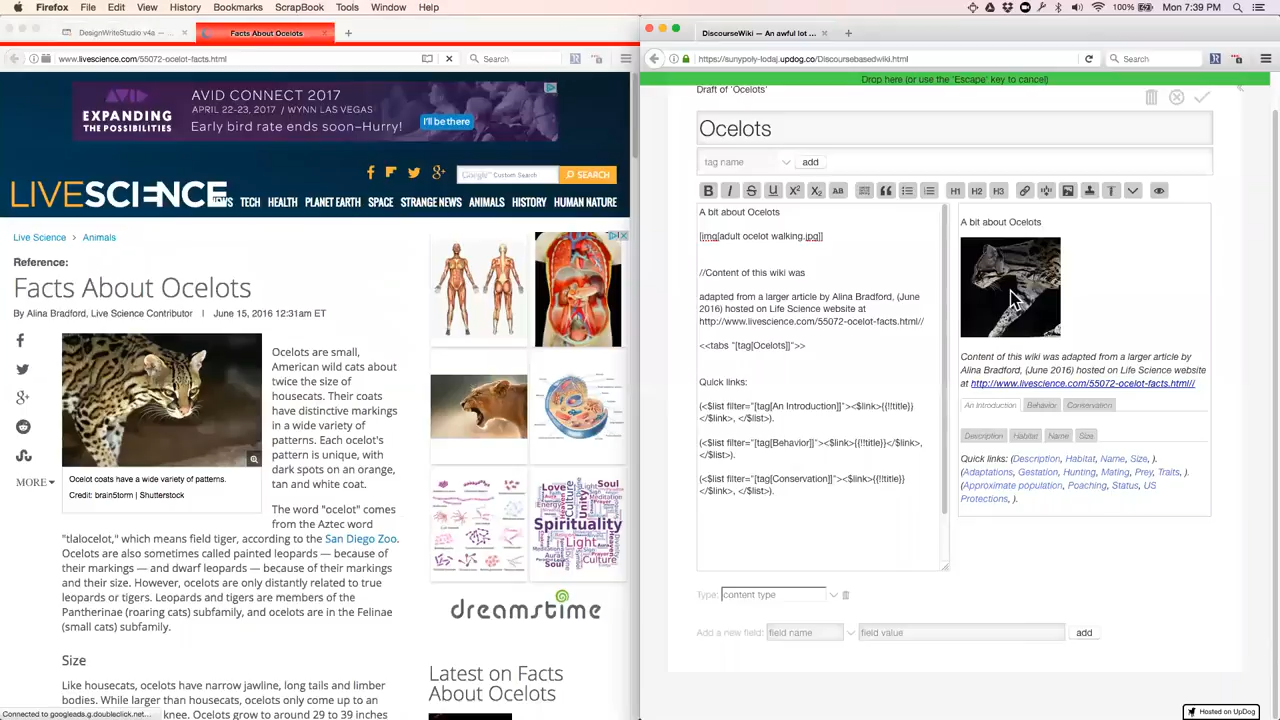 Firefox File Edit View History Bookmarks ScrapBook Tools Window Help
100% Mon 7:39 PM
DesignWriteStudio v4a — ...
Facts About Ocelots
www.livescience.com/55072-ocelot-facts.html
Search
AVID
EXPANDING
THE POSSIBILITIES
AVID CONNECT 2017
APRIL 22-23, 2017 / WYNN LAS VEGAS
Early bird rate ends soon–Hurry!
I'll be there
Google Custom Search
SEARCH
LIVESCIENCE
NEWS TECH HEALTH PLANET EARTH SPACE STRANGE NEWS ANIMALS HISTORY HUMAN NATURE
Live Science > Animals
Reference:
Facts About Ocelots
By Alina Bradford, Live Science Contributor | June 15, 2016 12:31am ET
MORE
Ocelot coats have a wide variety of patterns.
Credit: brain5torm | Shutterstock
Ocelots are small,
American wild cats about
twice the size of
housecats. Their coats
have distinctive markings
in a wide variety of
patterns. Each ocelot's
pattern is unique, with
dark spots on an orange,
tan and white coat.
The word "ocelot" comes
from the Aztec word
"tlalocelot," which means field tiger, according to the San Diego Zoo.
Ocelots are also sometimes called painted leopards — because of
their markings — and dwarf leopards — because of their markings
and their size. However, ocelots are only distantly related to true
leopards or tigers. Leopards and tigers are members of the
Pantherinae (roaring cats) subfamily, and ocelots are in the Felinae
(small cats) subfamily.
Size
Like housecats, ocelots have narrow jawline, long tails and limber
bodies. While larger than housecats, ocelots only come up to an
knee. Ocelots grow to around 29 to 39 inches
Connected to googleads.g.doubleclick.net...
Love
Soul
Spirituality
Light
Culture
dreamstime
Latest on Facts
About Ocelots
DiscourseWiki — An awful lot ...
https://sunypoly-lodaj.updog.co/Discoursebasedwiki.html
Search
Drop here (or use the 'Escape' key to cancel)
Draft of 'Ocelots'
Ocelots
tag name
add
B I S U X² X₂ AB H1 H2 H3 T
A bit about Ocelots
[img[adult ocelot walking.jpg]]
//Content of this wiki was
adapted from a larger article by Alina Bradford, (June
2016) hosted on Life Science website at
http://www.livescience.com/55072-ocelot-facts.html//
<<tabs "[tag[Ocelots]]">>
Quick links:
(<$list filter="[tag[An Introduction]]"><$link>{{!!title}}
</$link>, </$list>).
(<$list filter="[tag[Behavior]]"><$link>{{!!title}}</$link>,
</$list>).
(<$list filter="[tag[Conservation]]"><$link>{{!!title}}
</$link>, </$list>).
A bit about Ocelots
Content of this wiki was adapted from a larger article by
Alina Bradford, (June 2016) hosted on Life Science website
at http://www.livescience.com/55072-ocelot-facts.html//
An Introduction Behavior Conservation
Description Habitat Name Size
Quick links: (Description, Habitat, Name, Size, ).
(Adaptations, Gestation, Hunting, Mating, Prey, Traits, ).
(Approximate population, Poaching, Status, US
Protections, ).
Type: content type
Add a new field: field name field value add
Hosted on UpDog